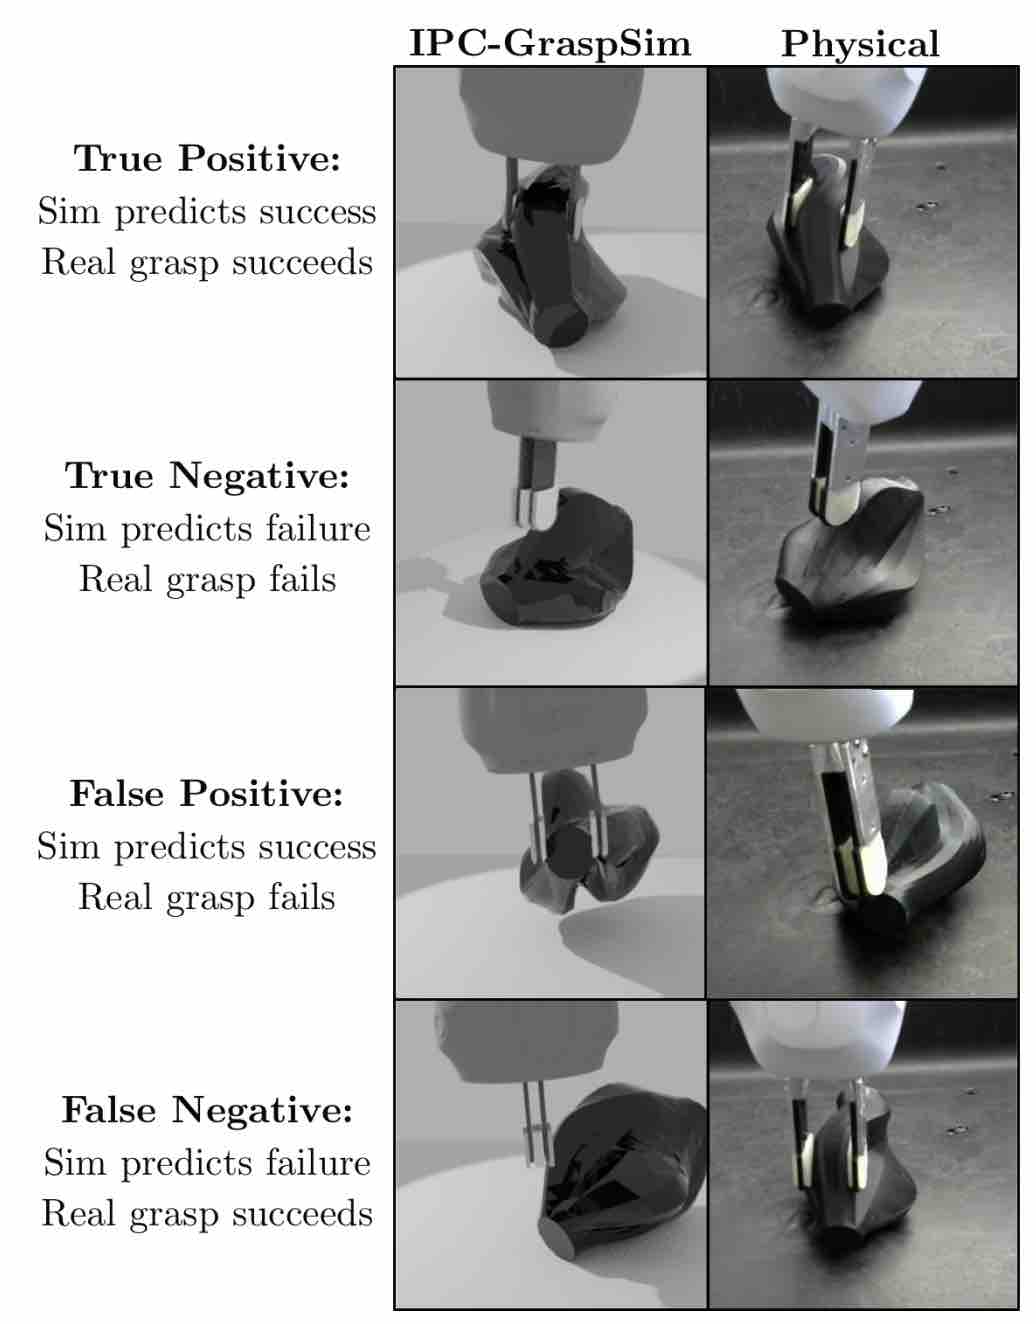 IPC-GraspSim Physical
True Positive:
Sim predicts success
Real grasp succeeds
True Negative:
Sim predicts failure
Real grasp fails
False Positive:
Sim predicts success
Real grasp fails
False Negative:
Sim predicts failure
Real grasp succeeds